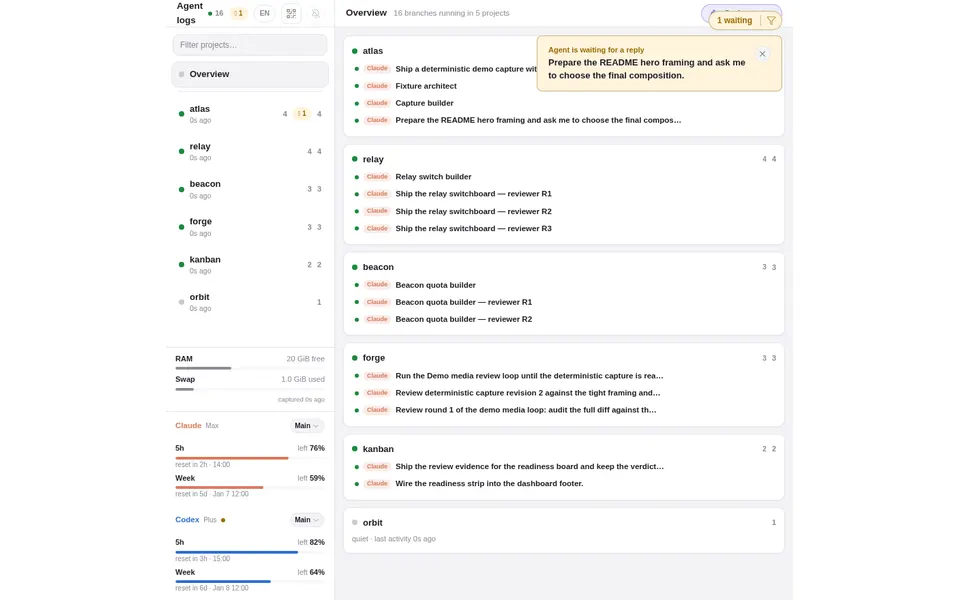 Agent logs
16
1
EN
Filter projects…
Overview
atlas
0s ago
4 1 4
relay
0s ago
4 4
beacon
0s ago
3 3
forge
0s ago
3 3
kanban
0s ago
2 2
orbit
0s ago
1
RAM
20 GiB free
Swap
1.0 GiB used
captured 0s ago
Claude Max
Main
5h
left 76%
reset in 2h · 14:00
Week
left 59%
reset in 5d · Jan 7 12:00
Codex Plus
Main
5h
left 82%
reset in 3h · 15:00
Week
left 64%
reset in 6d · Jan 8 12:00
Overview 16 branches running in 5 projects
1 waiting
Agent is waiting for a reply
Prepare the README hero framing and ask me
to choose the final composition.
atlas
Claude Ship a deterministic demo capture wit
Claude Fixture architect
Claude Capture builder
Claude Prepare the README hero framing and ask me to choose the final compos…
relay
4 4
Claude Relay switch builder
Claude Ship the relay switchboard — reviewer R1
Claude Ship the relay switchboard — reviewer R2
Claude Ship the relay switchboard — reviewer R3
beacon
3 3
Claude Beacon quota builder
Claude Beacon quota builder — reviewer R1
Claude Beacon quota builder — reviewer R2
forge
3 3
Claude Run the Demo media review loop until the deterministic capture is rea…
Claude Review deterministic capture revision 2 against the tight framing and…
Claude Review round 1 of the demo media loop: audit the full diff against th…
kanban
2 2
Claude Ship the review evidence for the readiness board and keep the verdict…
Claude Wire the readiness strip into the dashboard footer.
orbit
1
quiet · last activity 0s ago